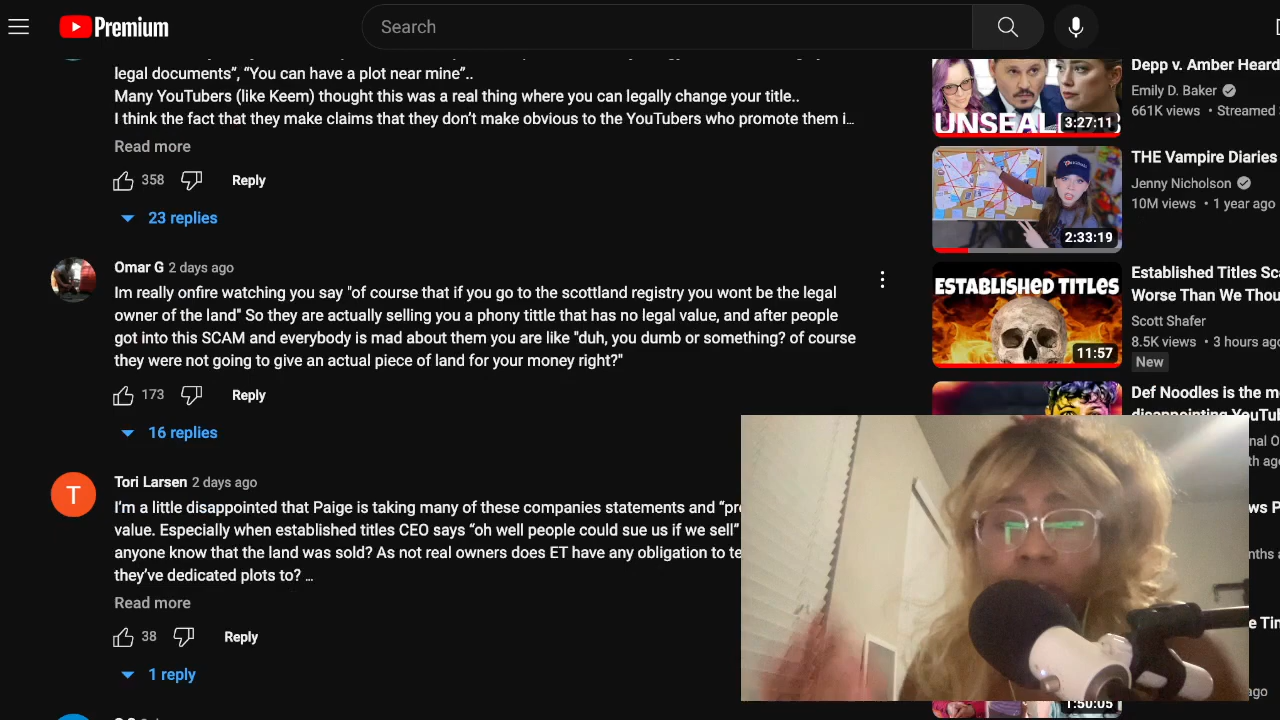 Premium
Search
legal documents”, “You can have a plot near mine”..
Many YouTubers (like Keem) thought this was a real thing where you can legally change your title..
I think the fact that they make claims that they don’t make obvious to the YouTubers who promote them i…
Read more
358
Reply
23 replies
Omar G 2 days ago
Im really onfire watching you say "of course that if you go to the scottland registry you wont be the legal
owner of the land" So they are actually selling you a phony tittle that has no legal value, and after people
got into this SCAM and everybody is mad about them you are like "duh, you dumb or something? of course
they were not going to give an actual piece of land for your money right?"
173
Reply
16 replies
T
Tori Larsen 2 days ago
I’m a little disappointed that Paige is taking many of these companies statements and “pr
value. Especially when established titles CEO says “oh well people could sue us if we sell”
anyone know that the land was sold? As not real owners does ET have any obligation to te
they’ve dedicated plots to? …
Read more
38
Reply
1 reply
UNSEALED
3:27:11
Depp v. Amber Heard
Emily D. Baker
661K views • Streamed
2:33:19
THE Vampire Diaries
Jenny Nicholson
10M views • 1 year ago
ESTABLISHED TITLES
11:57
Established Titles Sc
Worse Than We Thou
Scott Shafer
8.5K views • 3 hours ago
New
Def Noodles is the m
disappointing YouTu
1:50:05